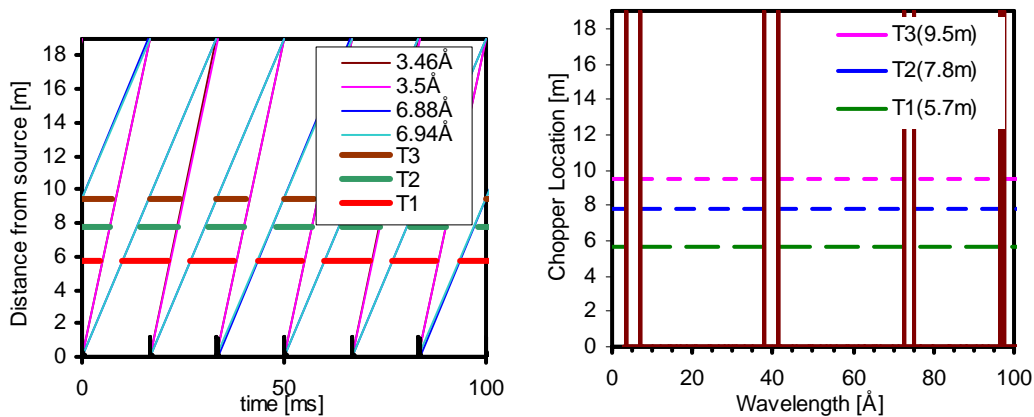 Distance from source [m]
18
16
14
12
10
8
6
4
2
0
0
50
100
time [ms]
3.46Å
3.5Å
6.88Å
6.94Å
T3
T2
T1
Chopper Location [m]
18
16
14
12
10
8
6
4
2
0
0
20
40
60
80
100
Wavelength [Å]
T3(9.5m)
T2(7.8m)
T1(5.7m)